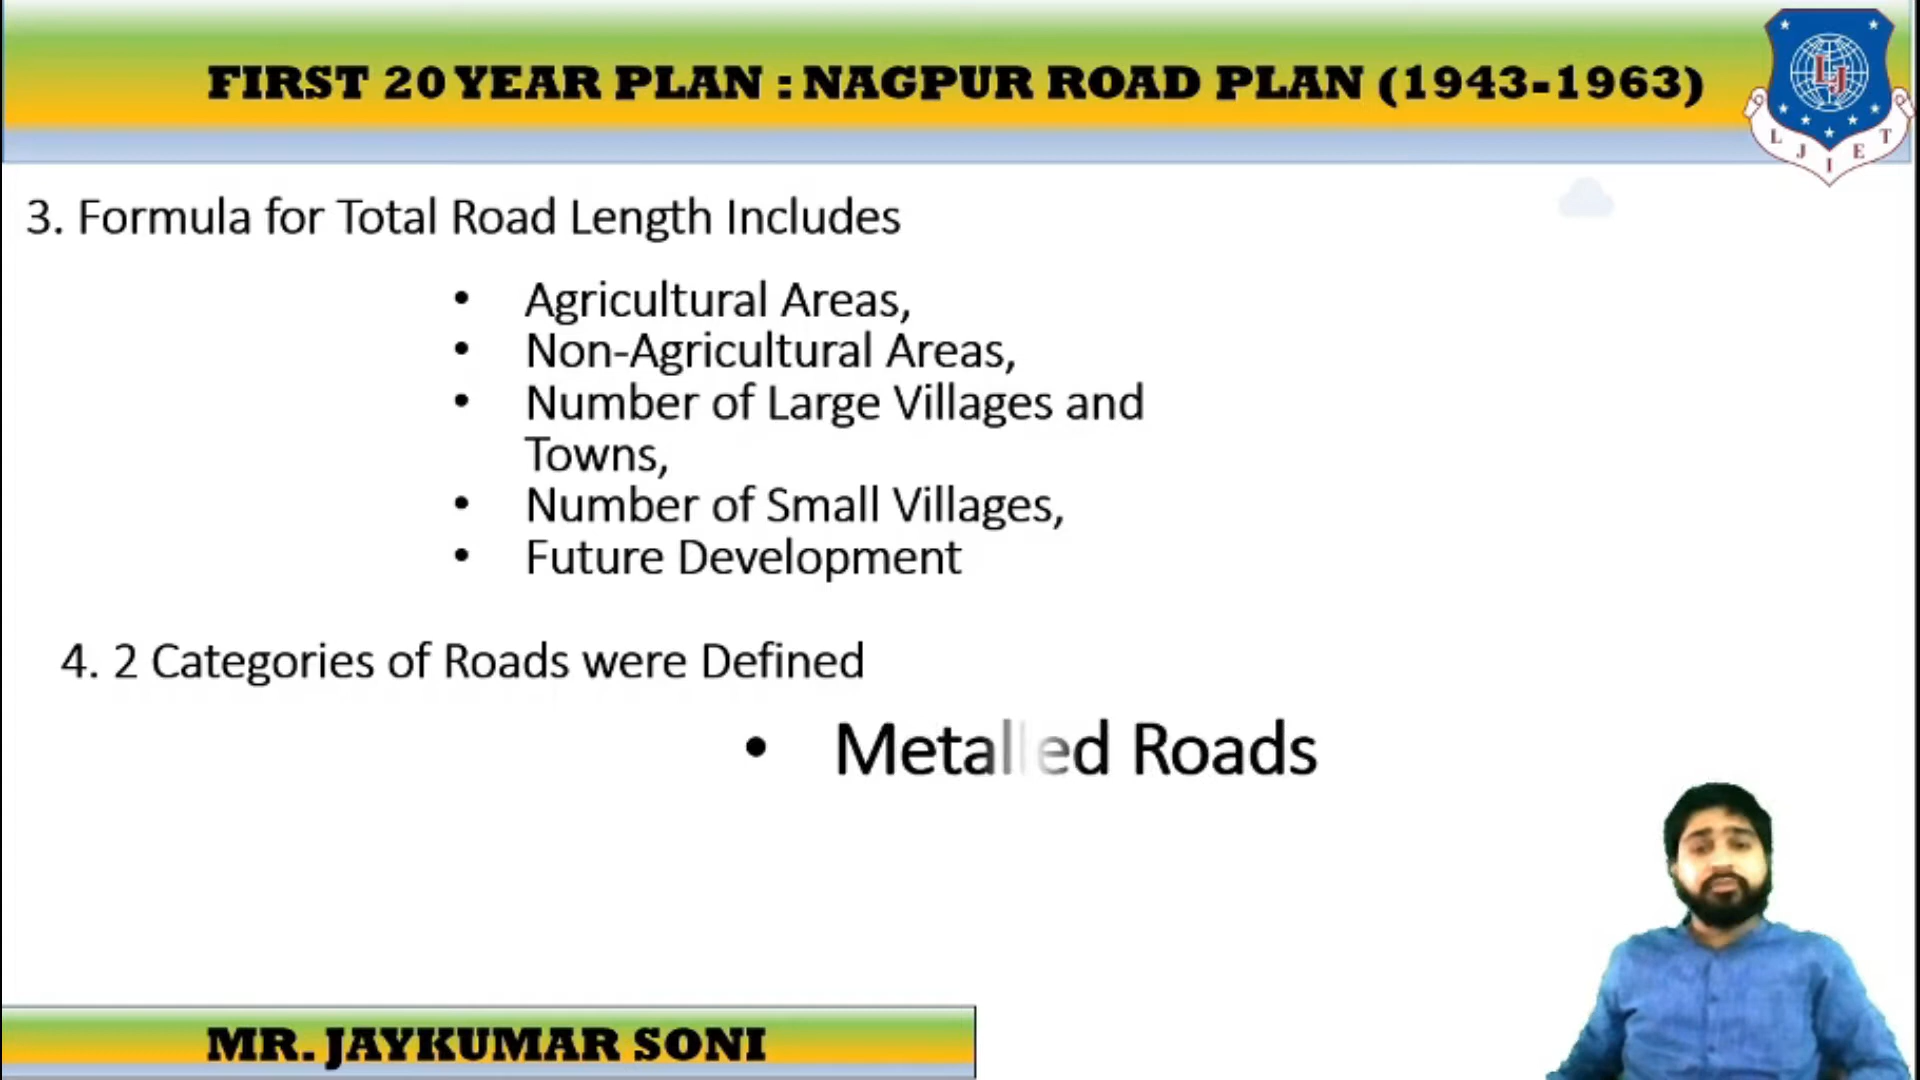 FIRST 20 YEAR PLAN : NAGPUR ROAD PLAN (1943-1963)
LJ
L J I E T
3. Formula for Total Road Length Includes
• Agricultural Areas,
• Non-Agricultural Areas,
• Number of Large Villages and
Towns,
• Number of Small Villages,
• Future Development
4. 2 Categories of Roads were Defined
• Metalled Roads
MR. JAYKUMAR SONI